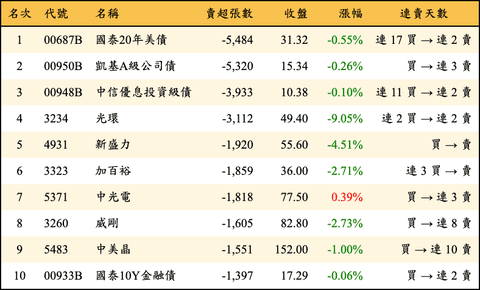 名次 代號 名稱 賣超張數 收盤 漲幅 連賣天數
1 00687B 國泰20年美債 -5,484 31.32 -0.55% 連 17 買 → 連 2 賣
2 00950B 凱基A級公司債 -5,320 15.34 -0.26% 買 → 連 3 賣
3 00948B 中信優息投資級債 -3,933 10.38 -0.10% 連 11 買 → 連 2 賣
4 3234 光環 -3,112 49.40 -9.05% 連 2 買 → 連 2 賣
5 4931 新盛力 -1,920 55.60 -4.51% 買 → 賣
6 3323 加百裕 -1,859 36.00 -2.71% 連 3 買 → 賣
7 5371 中光電 -1,818 77.50 0.39% 買 → 連 3 賣
8 3260 威剛 -1,605 82.80 -2.73% 買 → 連 8 賣
9 5483 中美晶 -1,551 152.00 -1.00% 買 → 連 10 賣
10 00933B 國泰10Y金融債 -1,397 17.29 -0.06% 買 → 連 2 賣